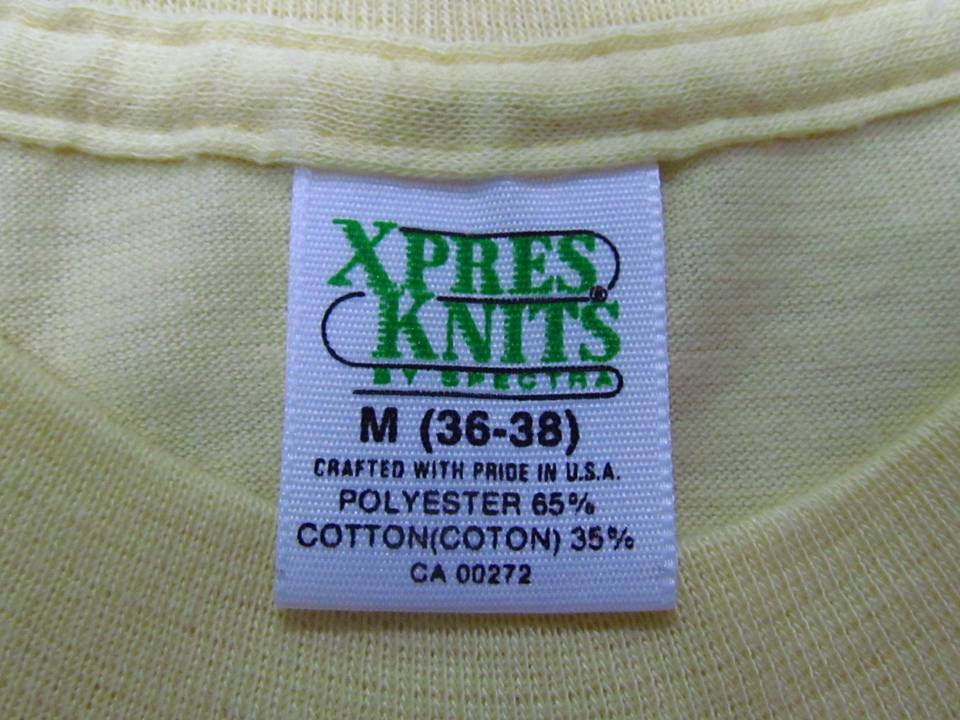 XPRES®
KNITS
BY SPECTRA
M (36-38)
CRAFTED WITH PRIDE IN U.S.A.
POLYESTER 65%
COTTON(COTON) 35%
CA 00272